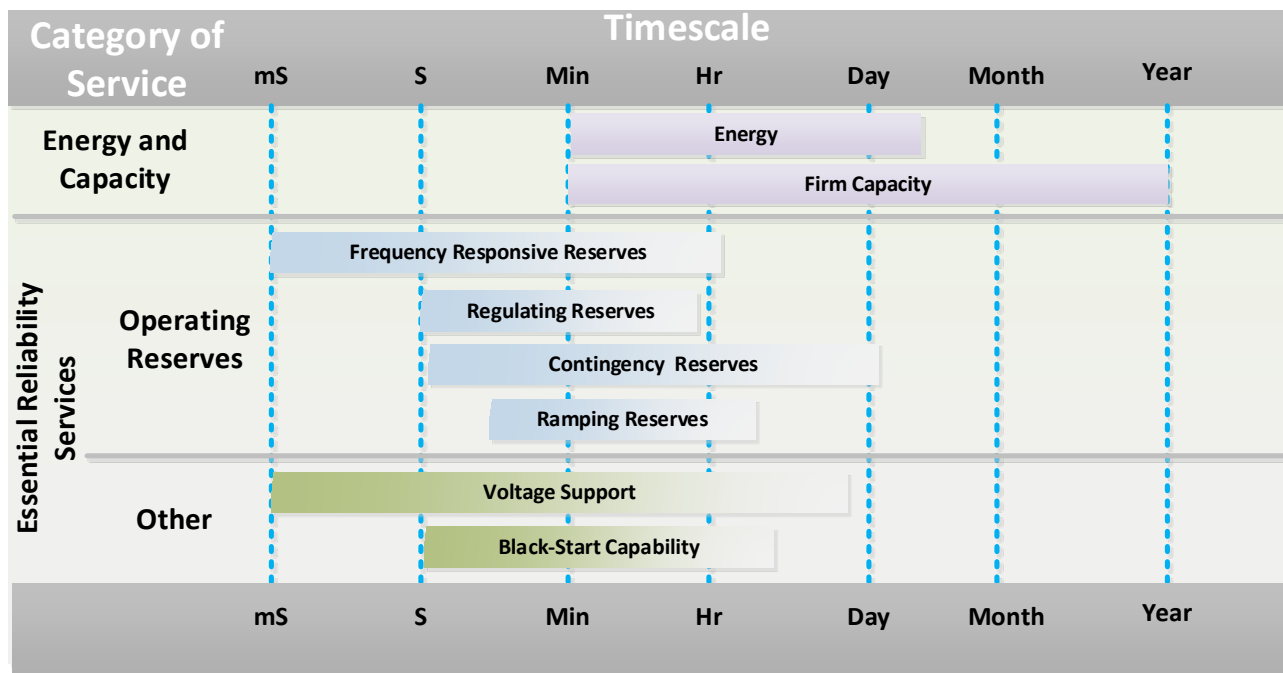 Category of
Service
Timescale
mS S Min Hr Day Month Year
Energy and
Capacity
Energy
Firm Capacity
Essential Reliability
Services
Operating
Reserves
Frequency Responsive Reserves
Regulating Reserves
Contingency Reserves
Ramping Reserves
Other
Voltage Support
Black-Start Capability
mS S Min Hr Day Month Year